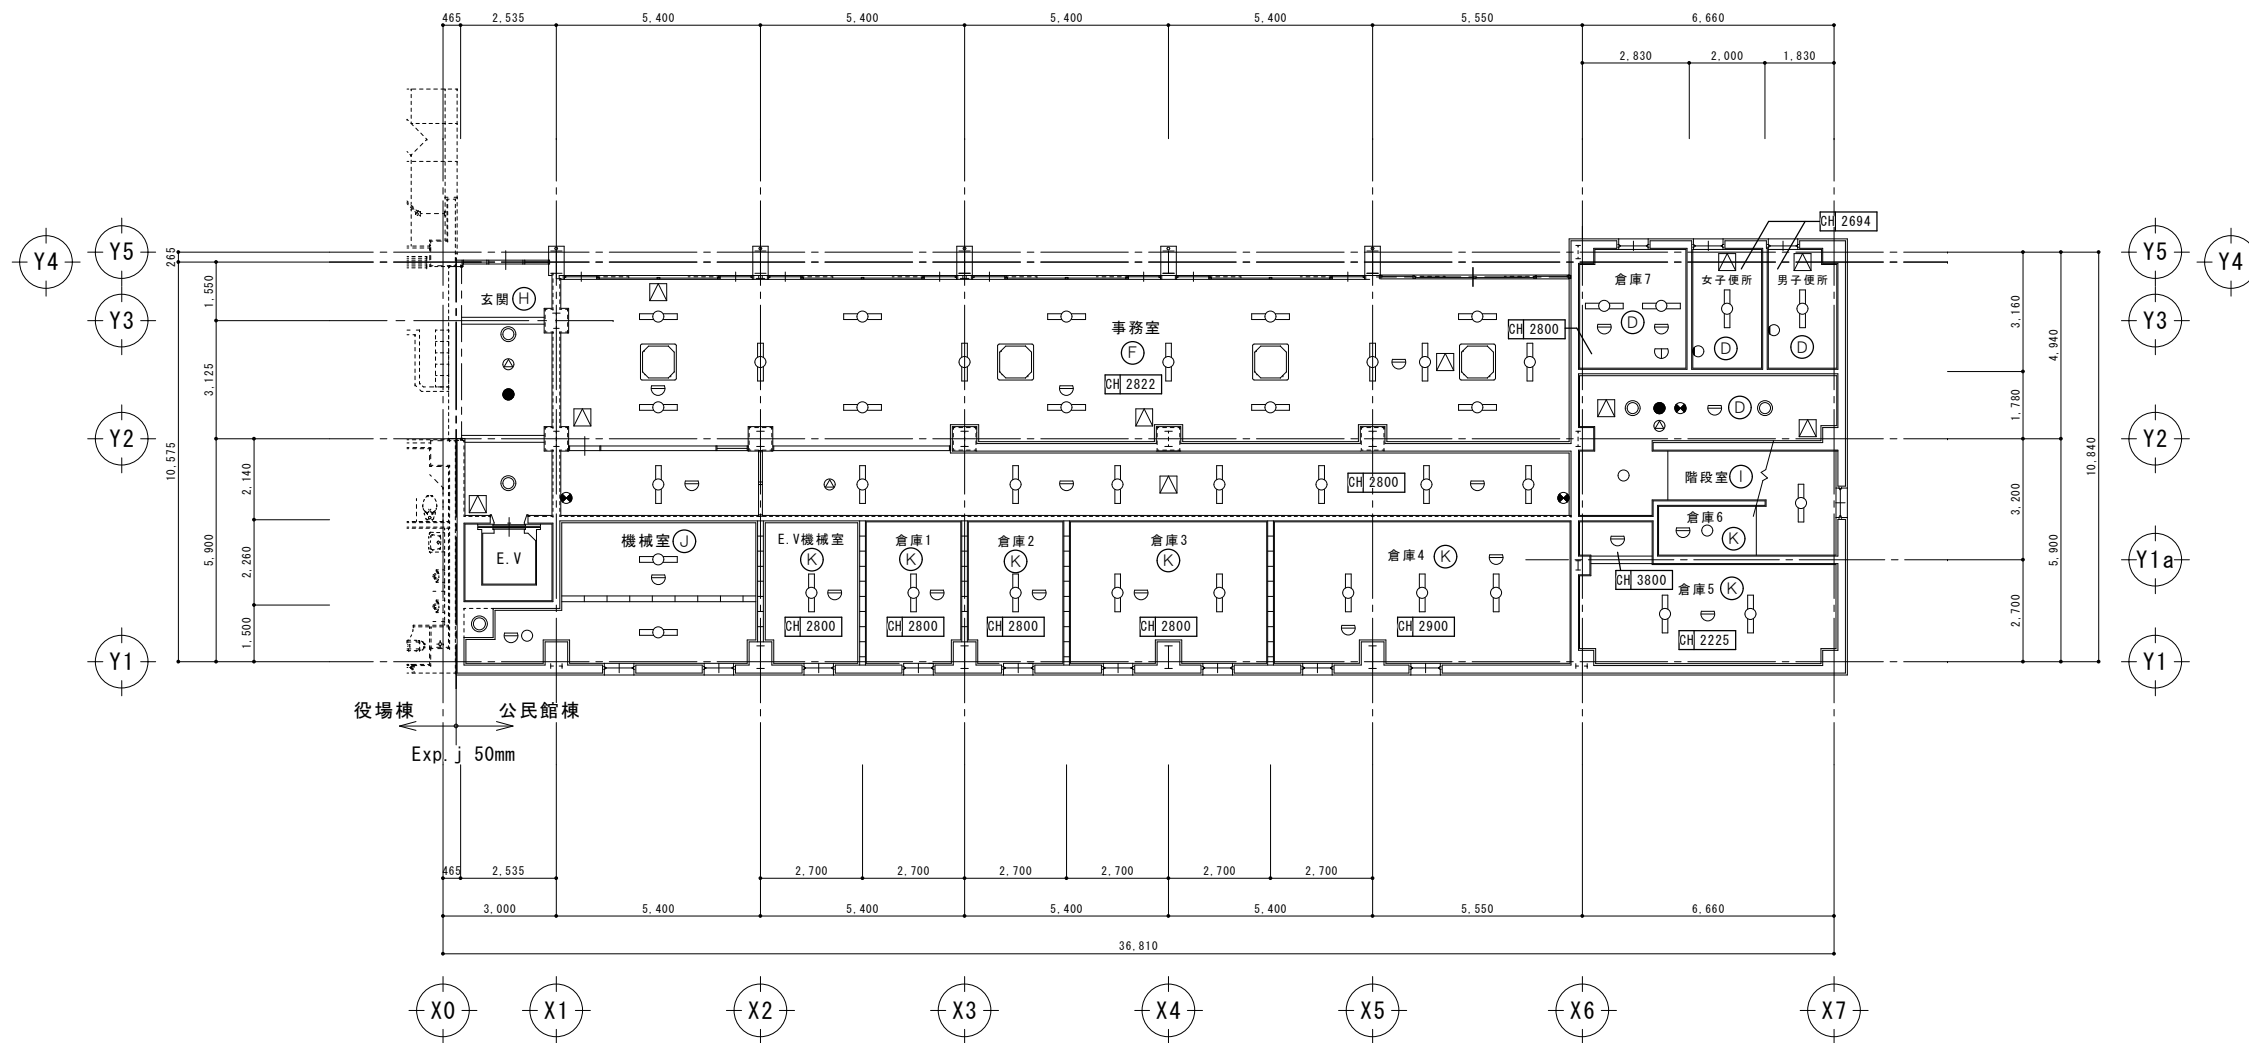 465 2,535 5,400 5,400 5,400 5,400 5,550 6,660
2,830 2,000 1,830
CH 2694
Y4 Y5 Y5 Y4
265
玄関 H
倉庫7
女子便所
男子便所
1,550
3,160
Y3 Y3
事務室
F
CH 2822
CH 2800
D
D
D
4,940
3,125
1,780
D
Y2 Y2
10,575
10,840
2,140
CH 2800
階段室 I
3,200
倉庫6
K
機械室 J
E.V機械室
K
倉庫1
K
倉庫2
K
倉庫3
K
倉庫4 K
5,900
2,260
E.V
5,900
Y1a
CH 3800
倉庫5 K
2,700
1,500
CH 2800
CH 2800
CH 2800
CH 2800
CH 2900
CH 2225
Y1 Y1
役場棟 公民館棟
Exp.j 50mm
465 2,535 2,700 2,700 2,700 2,700 2,700 2,700
3,000 5,400 5,400 5,400 5,400 5,550 6,660
36,810
X0 X1 X2 X3 X4 X5 X6 X7